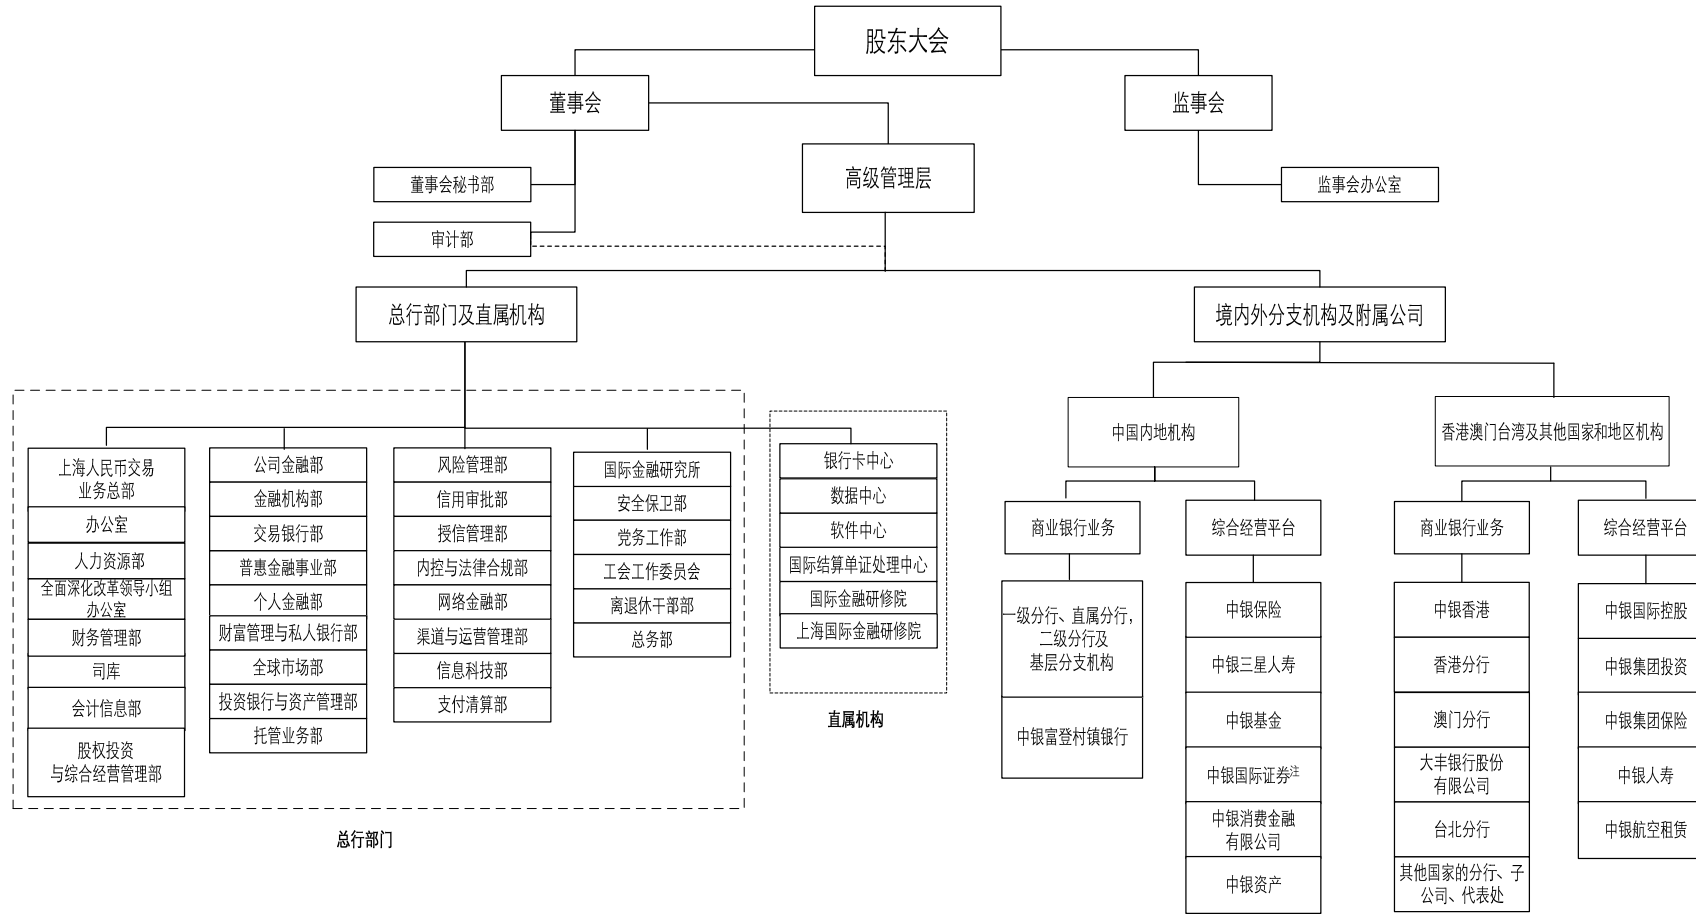 股东大会
董事会
监事会
董事会秘书部
高级管理层
监事会办公室
审计部
总行部门及直属机构
境内外分支机构及附属公司
上海人民币交易
业务总部
办公室
人力资源部
全面深化改革领导小组
办公室
财务管理部
司库
会计信息部
股权投资
与综合经营管理部
公司金融部
金融机构部
交易银行部
普惠金融事业部
个人金融部
财富管理与私人银行部
全球市场部
投资银行与资产管理部
托管业务部
风险管理部
信用审批部
授信管理部
内控与法律合规部
网络金融部
渠道与运营管理部
信息科技部
支付清算部
国际金融研究所
安全保卫部
党务工作部
工会工作委员会
离退休干部部
总务部
总行部门
银行卡中心
数据中心
软件中心
国际结算单证处理中心
国际金融研修院
上海国际金融研修院
直属机构
中国内地机构
香港澳门台湾及其他国家和地区机构
商业银行业务
一级分行、直属分行，
二级分行及
基层分支机构
中银富登村镇银行
综合经营平台
中银保险
中银三星人寿
中银基金
中银国际证券注
中银消费金融
有限公司
中银资产
商业银行业务
中银香港
香港分行
澳门分行
大丰银行股份
有限公司
台北分行
其他国家的分行、子
公司、代表处
综合经营平台
中银国际控股
中银集团投资
中银集团保险
中银人寿
中银航空租赁